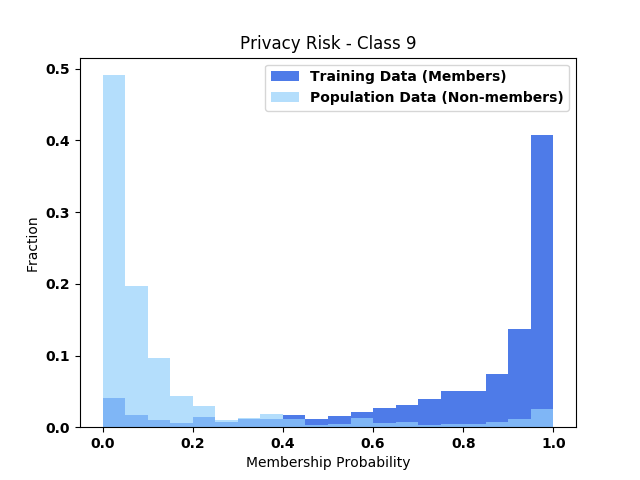 Privacy Risk - Class 9
Training Data (Members)
Population Data (Non-members)
0.5
0.4
0.3
0.2
0.1
0.0
Fraction
0.0 0.2 0.4 0.6 0.8 1.0
Membership Probability